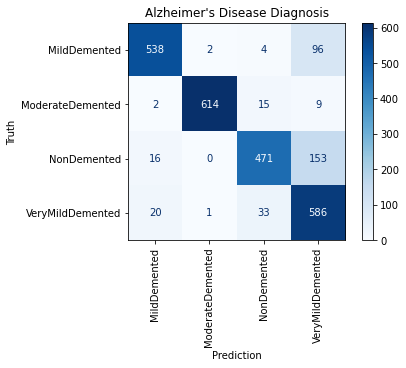 Alzheimer's Disease Diagnosis
Truth
MildDemented 538 2 4 96
ModerateDemented 2 614 15 9
NonDemented 16 0 471 153
VeryMildDemented 20 1 33 586
MildDemented
ModerateDemented
NonDemented
VeryMildDemented
Prediction
600
500
400
300
200
100
0